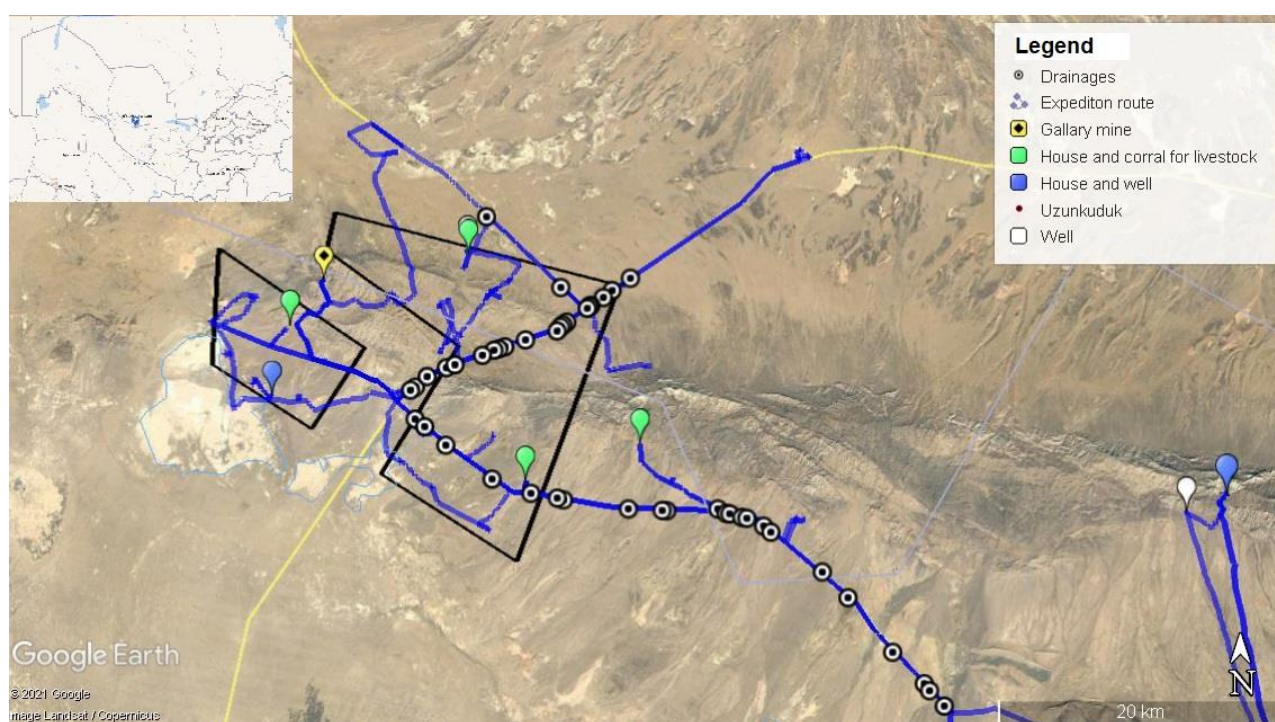 Legend
Drainages
Expediton route
Gallary mine
House and corral for livestock
House and well
Uzunkuduk
Well
Google Earth
© 2021 Google
mage Landsat / Copernicus
N
20 km